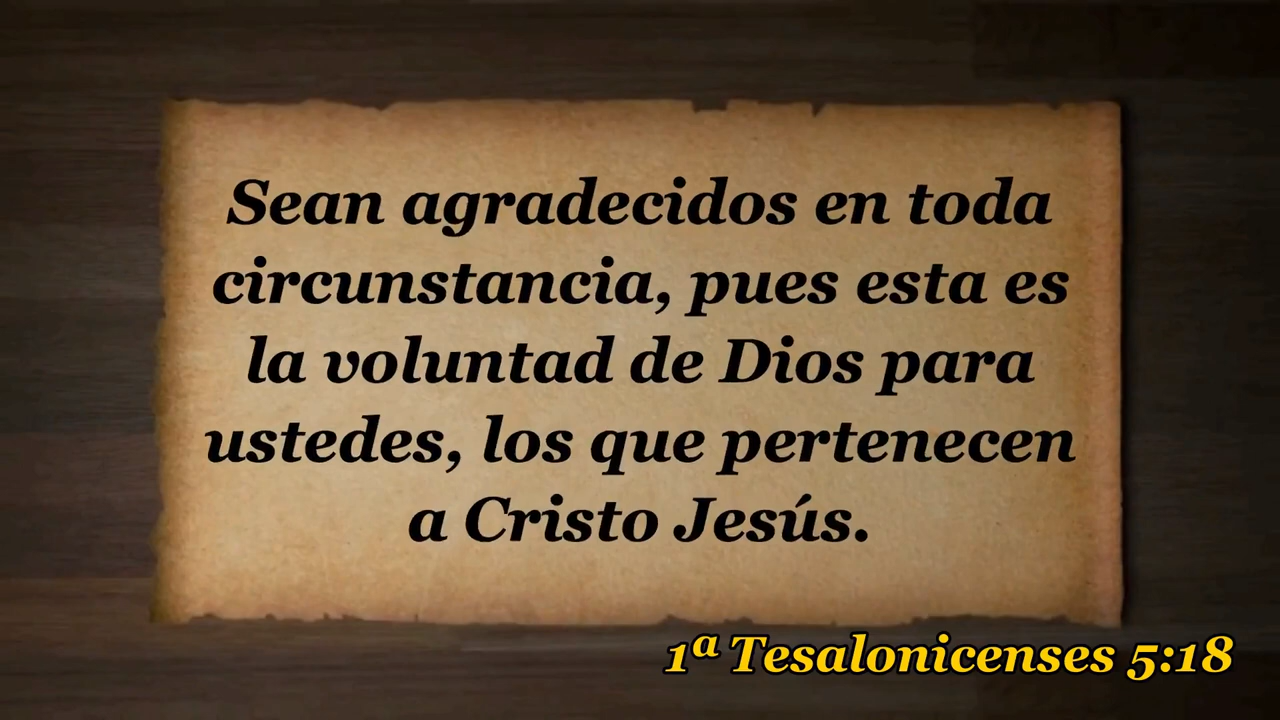 Sean agradecidos en toda
circunstancia, pues esta es
la voluntad de Dios para
ustedes, los que pertenecen
a Cristo Jesús.
1ª Tesalonicenses 5:18